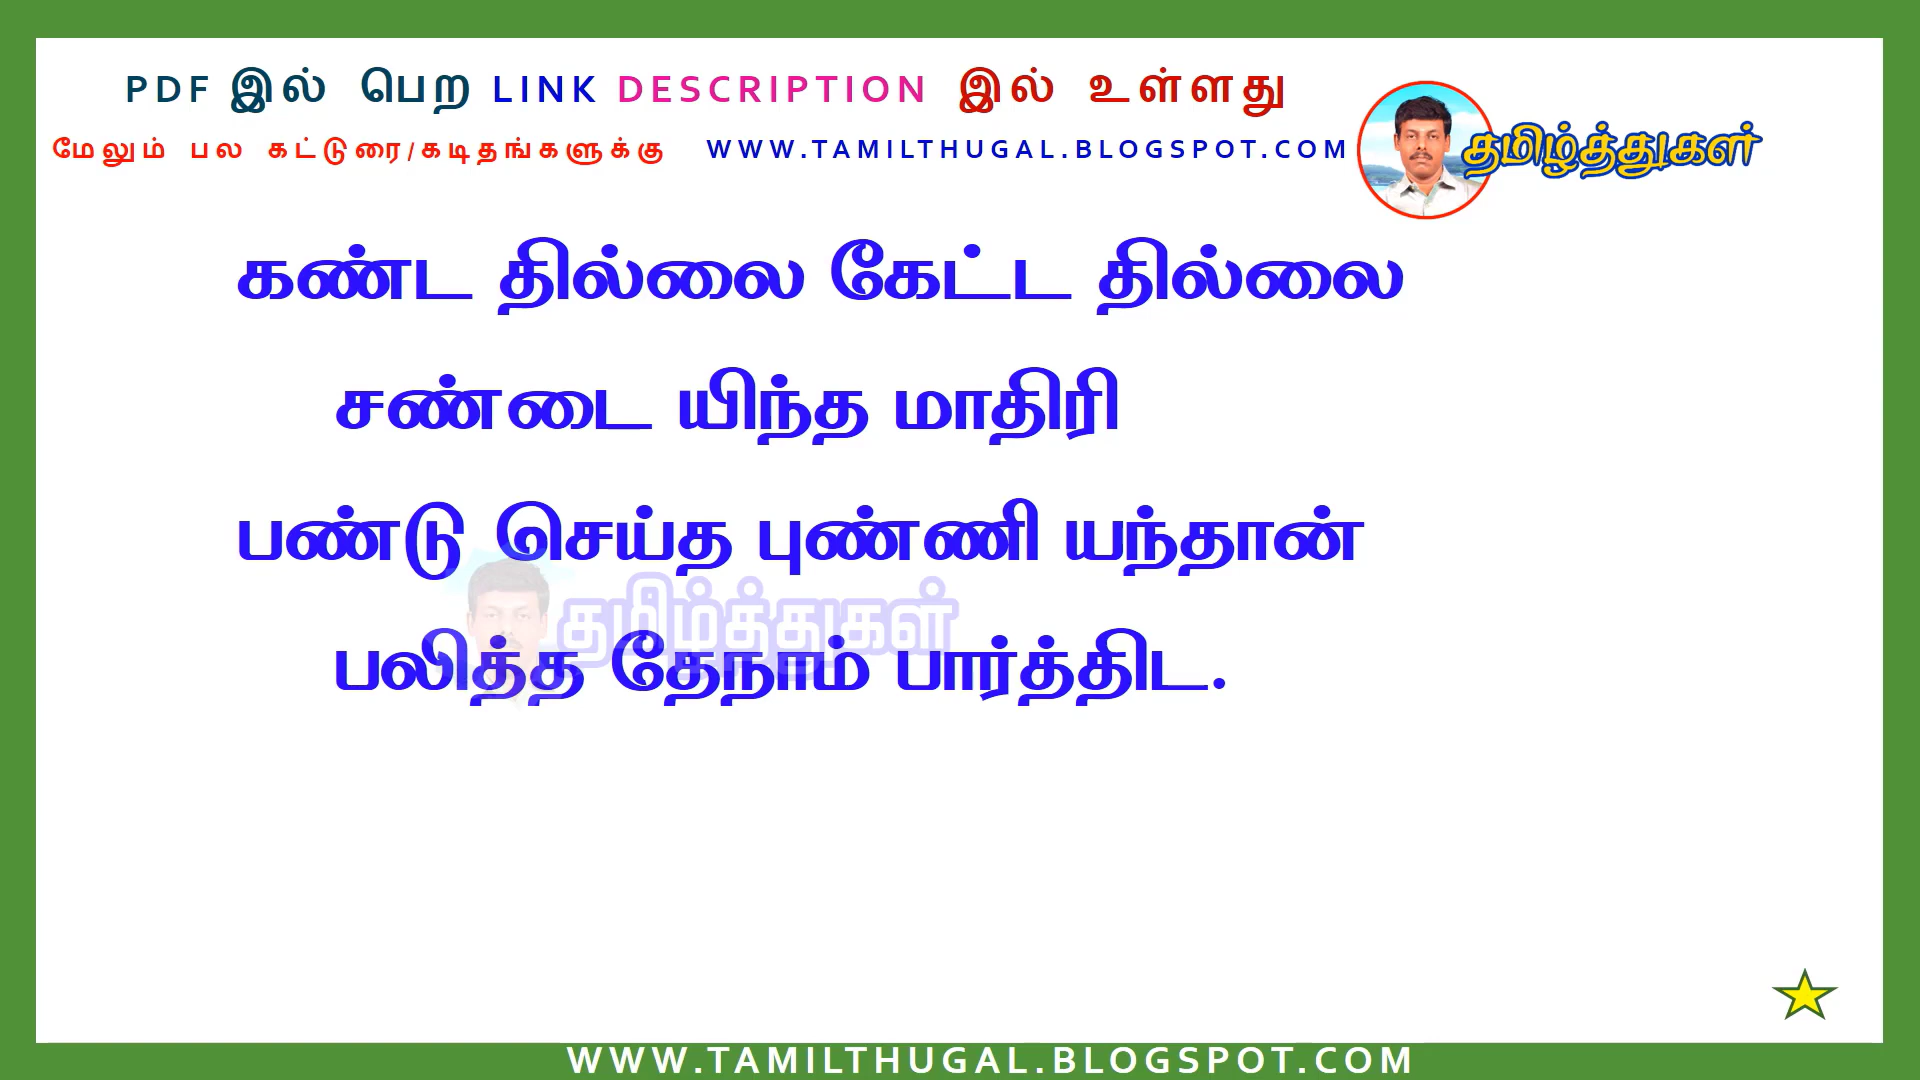 PDF இல் பெற LINK DESCRIPTION இல் உள்ளது
மேலும் பல கட்டுரை/கடிதங்களுக்கு WWW.TAMILTHUGAL.BLOGSPOT.COM
தமிழ்த்துகள்
கண்ட தில்லை கேட்ட தில்லை
சண்டை யிந்த மாதிரி
பண்டு செய்த புண்ணி யந்தான்
தமிழ்த்துகள்
பலித்த தேநாம் பார்த்திட.
WWW.TAMILTHUGAL.BLOGSPOT.COM